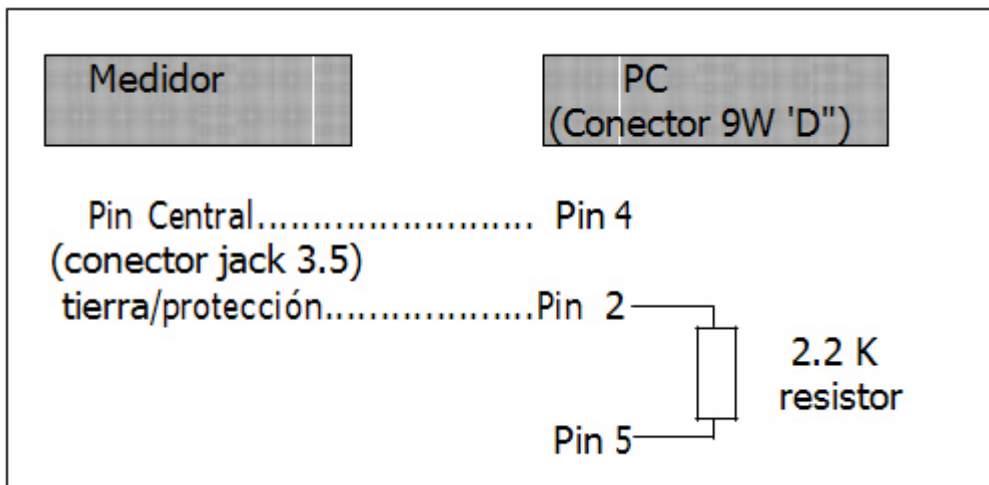 Medidor
PC
(Conector 9W 'D")
Pin Central.......................... Pin 4
(conector jack 3.5)
tierra/protección...................Pin 2
2.2 K
resistor
Pin 5